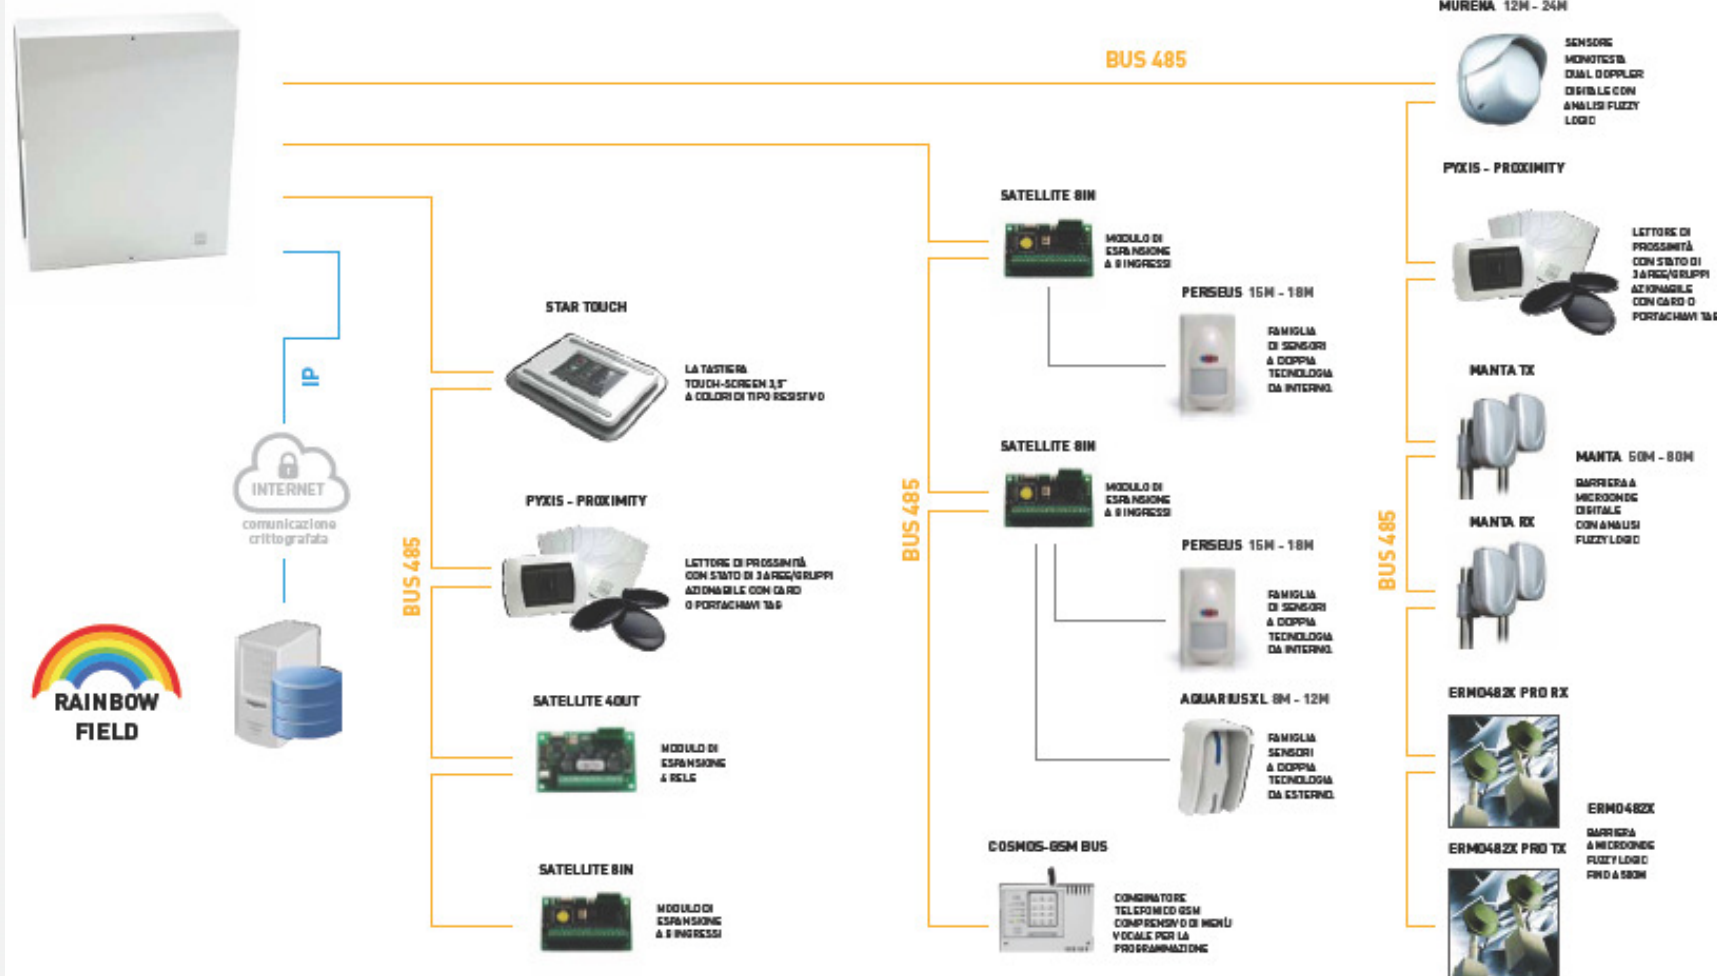 BUS 485
MURENA 12M - 24M
SENSORE
MONOTESTA
DUAL DOPPLER
DIGITALE CON
ANALISI FUZZY
LOGIC
PYXIS - PROXIMITY
LETTORE DI
PROSSIMITÀ
CON STATO DI
3 AREE/GRUPPI
AZIONABILE
CON CARD O
PORTACHIAVI TAG
MANTA TX
MANTA 50M - 80M
BARRIERA A
MICROONDE
DIGITALE
CON ANALISI
FUZZY LOGIC
MANTA RX
BUS 485
ERMO482X PRO RX
ERMO482X
BARRIERA
A MICROONDE
FUZZY LOGIC
FINO A 500M
ERMO482X PRO TX
SATELLITE 8IN
MODULO DI
ESPANSIONE
A 8 INGRESSI
PERSEUS 15M - 18M
FAMIGLIA
DI SENSORI
A DOPPIA
TECNOLOGIA
DA INTERNO.
SATELLITE 8IN
MODULO DI
ESPANSIONE
A 8 INGRESSI
BUS 485
PERSEUS 15M - 18M
FAMIGLIA
DI SENSORI
A DOPPIA
TECNOLOGIA
DA INTERNO.
AQUARIUSXL 8M - 12M
FAMIGLIA
SENSORI
A DOPPIA
TECNOLOGIA
DA ESTERNO.
COSMOS-GSM BUS
COMBINATORE
TELEFONICO GSM
COMPRENSIVO DI MENÙ
VOCALE PER LA
PROGRAMMAZIONE
STAR TOUCH
LA TASTIERA
TOUCH-SCREEN 3,5"
A COLORI DI TIPO RESISTIVO
PYXIS - PROXIMITY
LETTORE DI PROSSIMITÀ
CON STATO DI 3 AREE/GRUPPI
AZIONABILE CON CARD
O PORTACHIAVI TAG
BUS 485
SATELLITE 4OUT
MODULO DI
ESPANSIONE
4 RELE
SATELLITE 8IN
MODULO DI
ESPANSIONE
A 8 INGRESSI
IP
INTERNET
comunicazione
crittografata
RAINBOW
FIELD